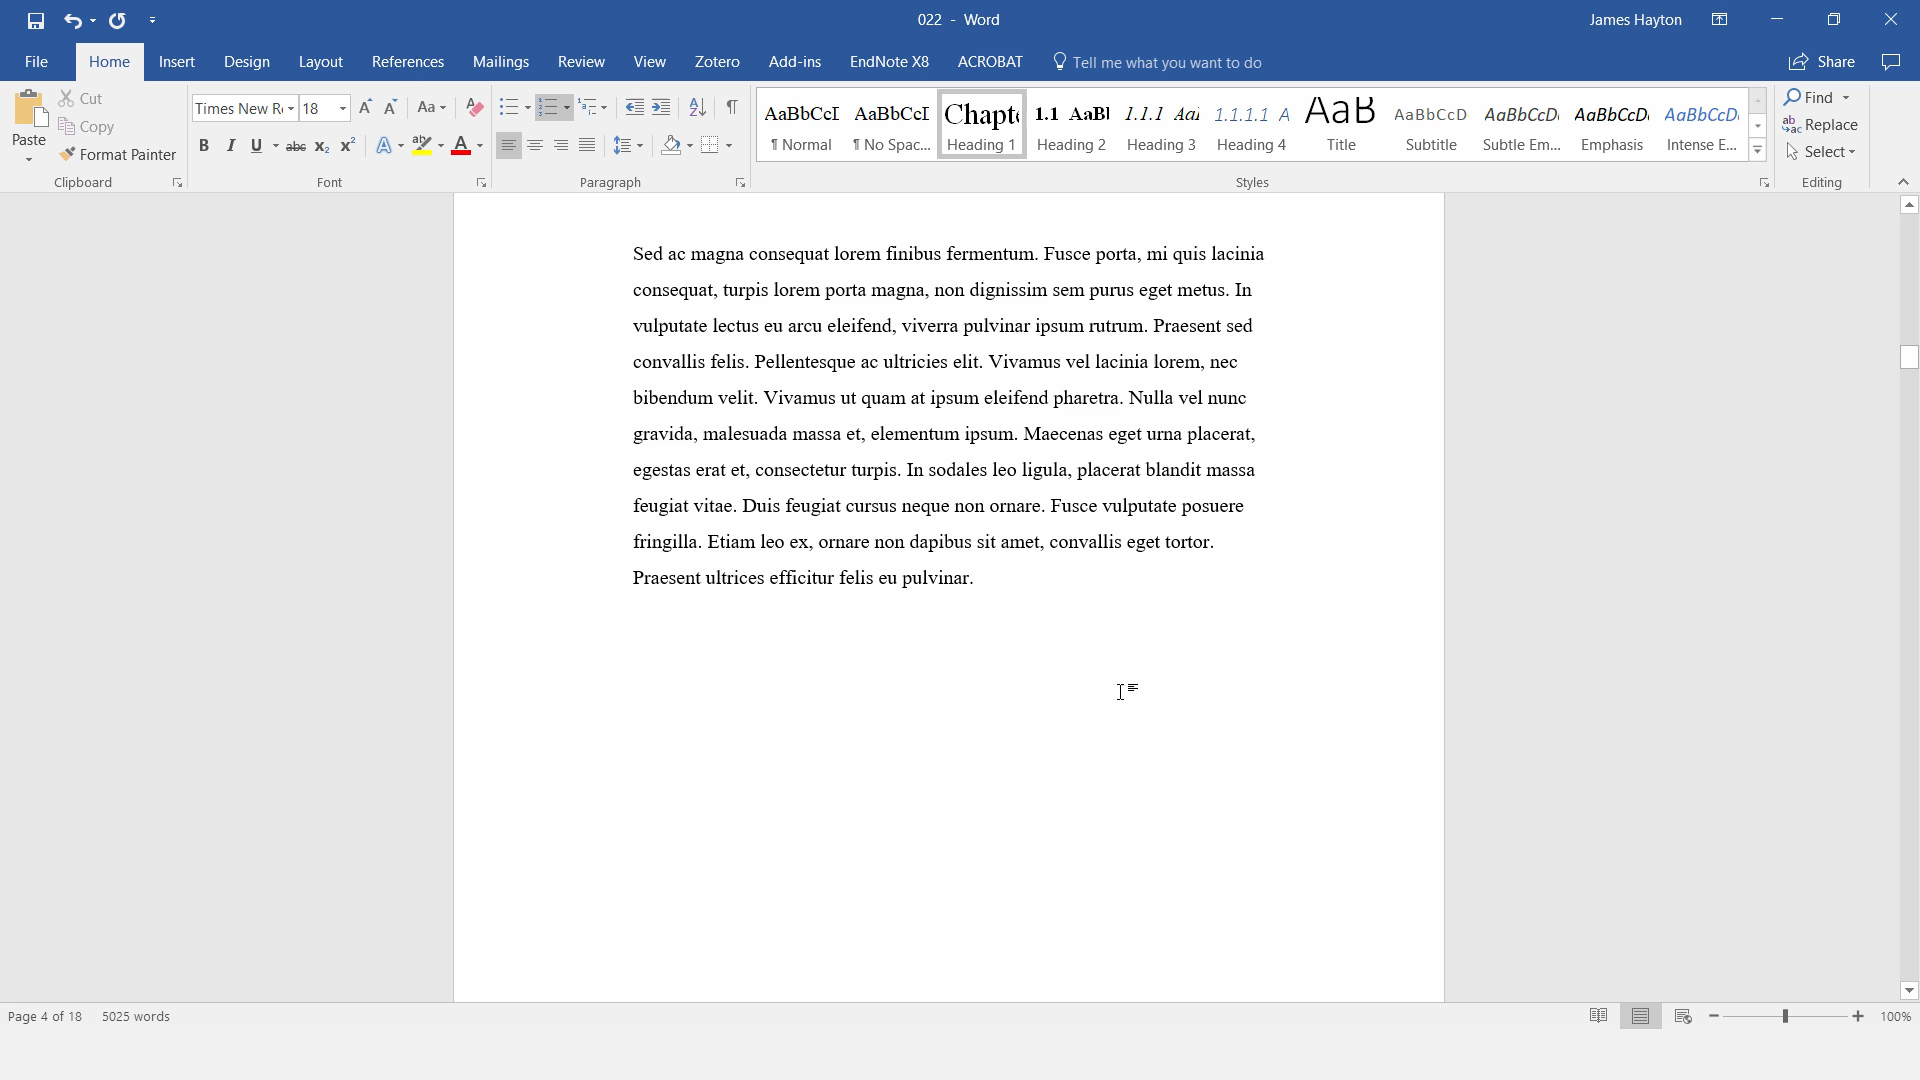 022 - Word
James Hayton
File Home Insert Design Layout References Mailings Review View Zotero Add-ins EndNote X8 ACROBAT Tell me what you want to do Share
Paste
Cut
Copy
Format Painter
Clipboard
Times New R 18
Aa
B I U abc x₂ x² A ab A
Font
Paragraph
AaBbCcI AaBbCcI Chapte 1.1 AaBl 1.1.1 Aal 1.1.1.1 A AaB AaBbCcD AaBbCcD AaBbCcD AaBbCcD
¶ Normal ¶ No Spac... Heading 1 Heading 2 Heading 3 Heading 4 Title Subtitle Subtle Em... Emphasis Intense E...
Styles
Find
Replace
Select
Editing
Sed ac magna consequat lorem finibus fermentum. Fusce porta, mi quis lacinia
consequat, turpis lorem porta magna, non dignissim sem purus eget metus. In
vulputate lectus eu arcu eleifend, viverra pulvinar ipsum rutrum. Praesent sed
convallis felis. Pellentesque ac ultricies elit. Vivamus vel lacinia lorem, nec
bibendum velit. Vivamus ut quam at ipsum eleifend pharetra. Nulla vel nunc
gravida, malesuada massa et, elementum ipsum. Maecenas eget urna placerat,
egestas erat et, consectetur turpis. In sodales leo ligula, placerat blandit massa
feugiat vitae. Duis feugiat cursus neque non ornare. Fusce vulputate posuere
fringilla. Etiam leo ex, ornare non dapibus sit amet, convallis eget tortor.
Praesent ultrices efficitur felis eu pulvinar.
Page 4 of 18 5025 words
100%